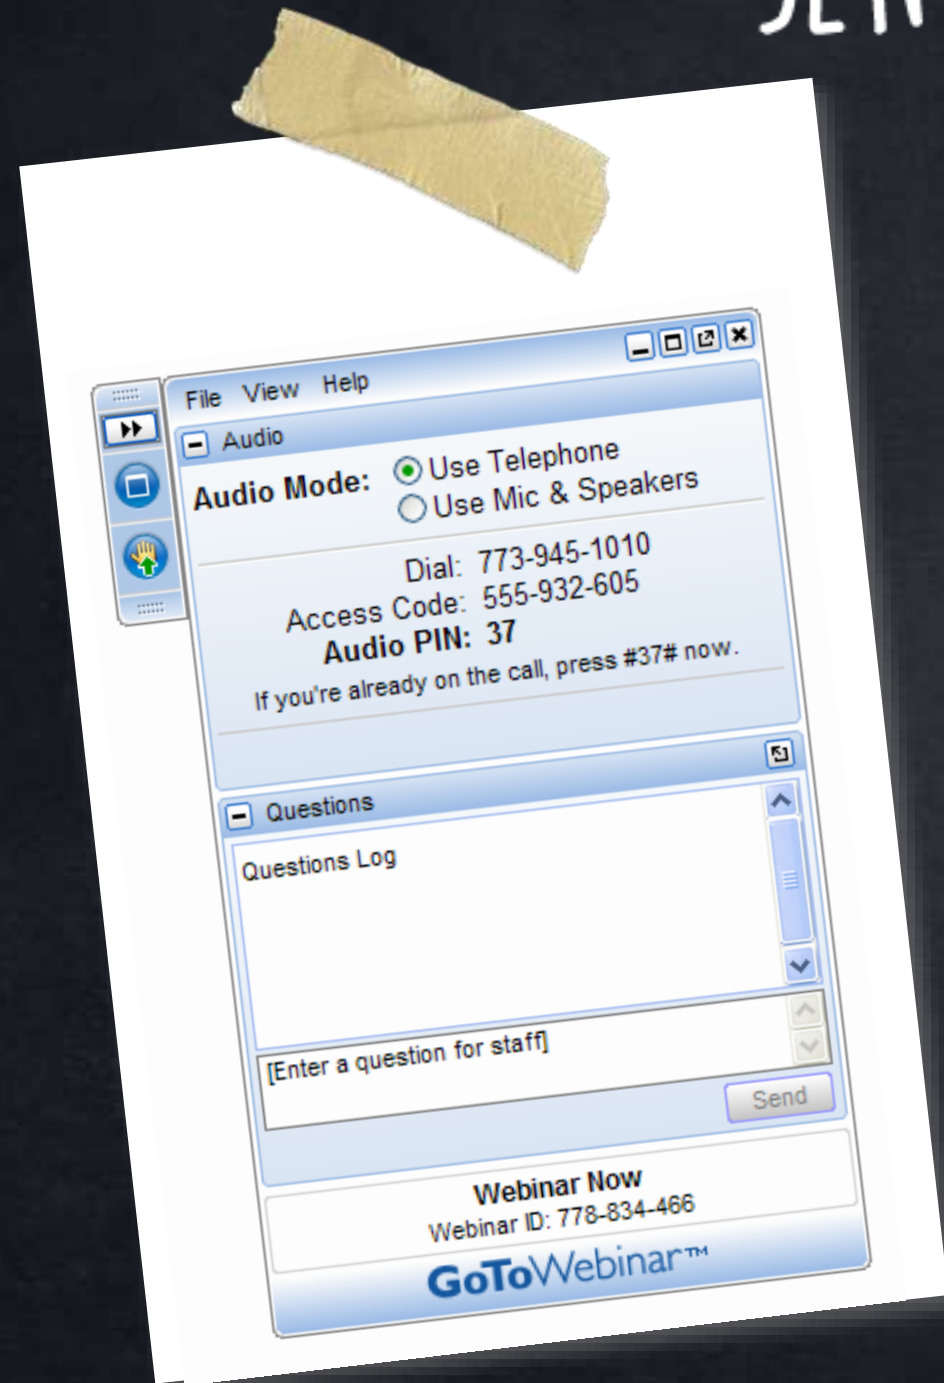 File View Help
Audio
Audio Mode: Use Telephone
Use Mic & Speakers
Dial: 773-945-1010
Access Code: 555-932-605
Audio PIN: 37
If you're already on the call, press #37# now.
Questions
Questions Log
[Enter a question for staff]
Send
Webinar Now
Webinar ID: 778-834-466
GoToWebinar™